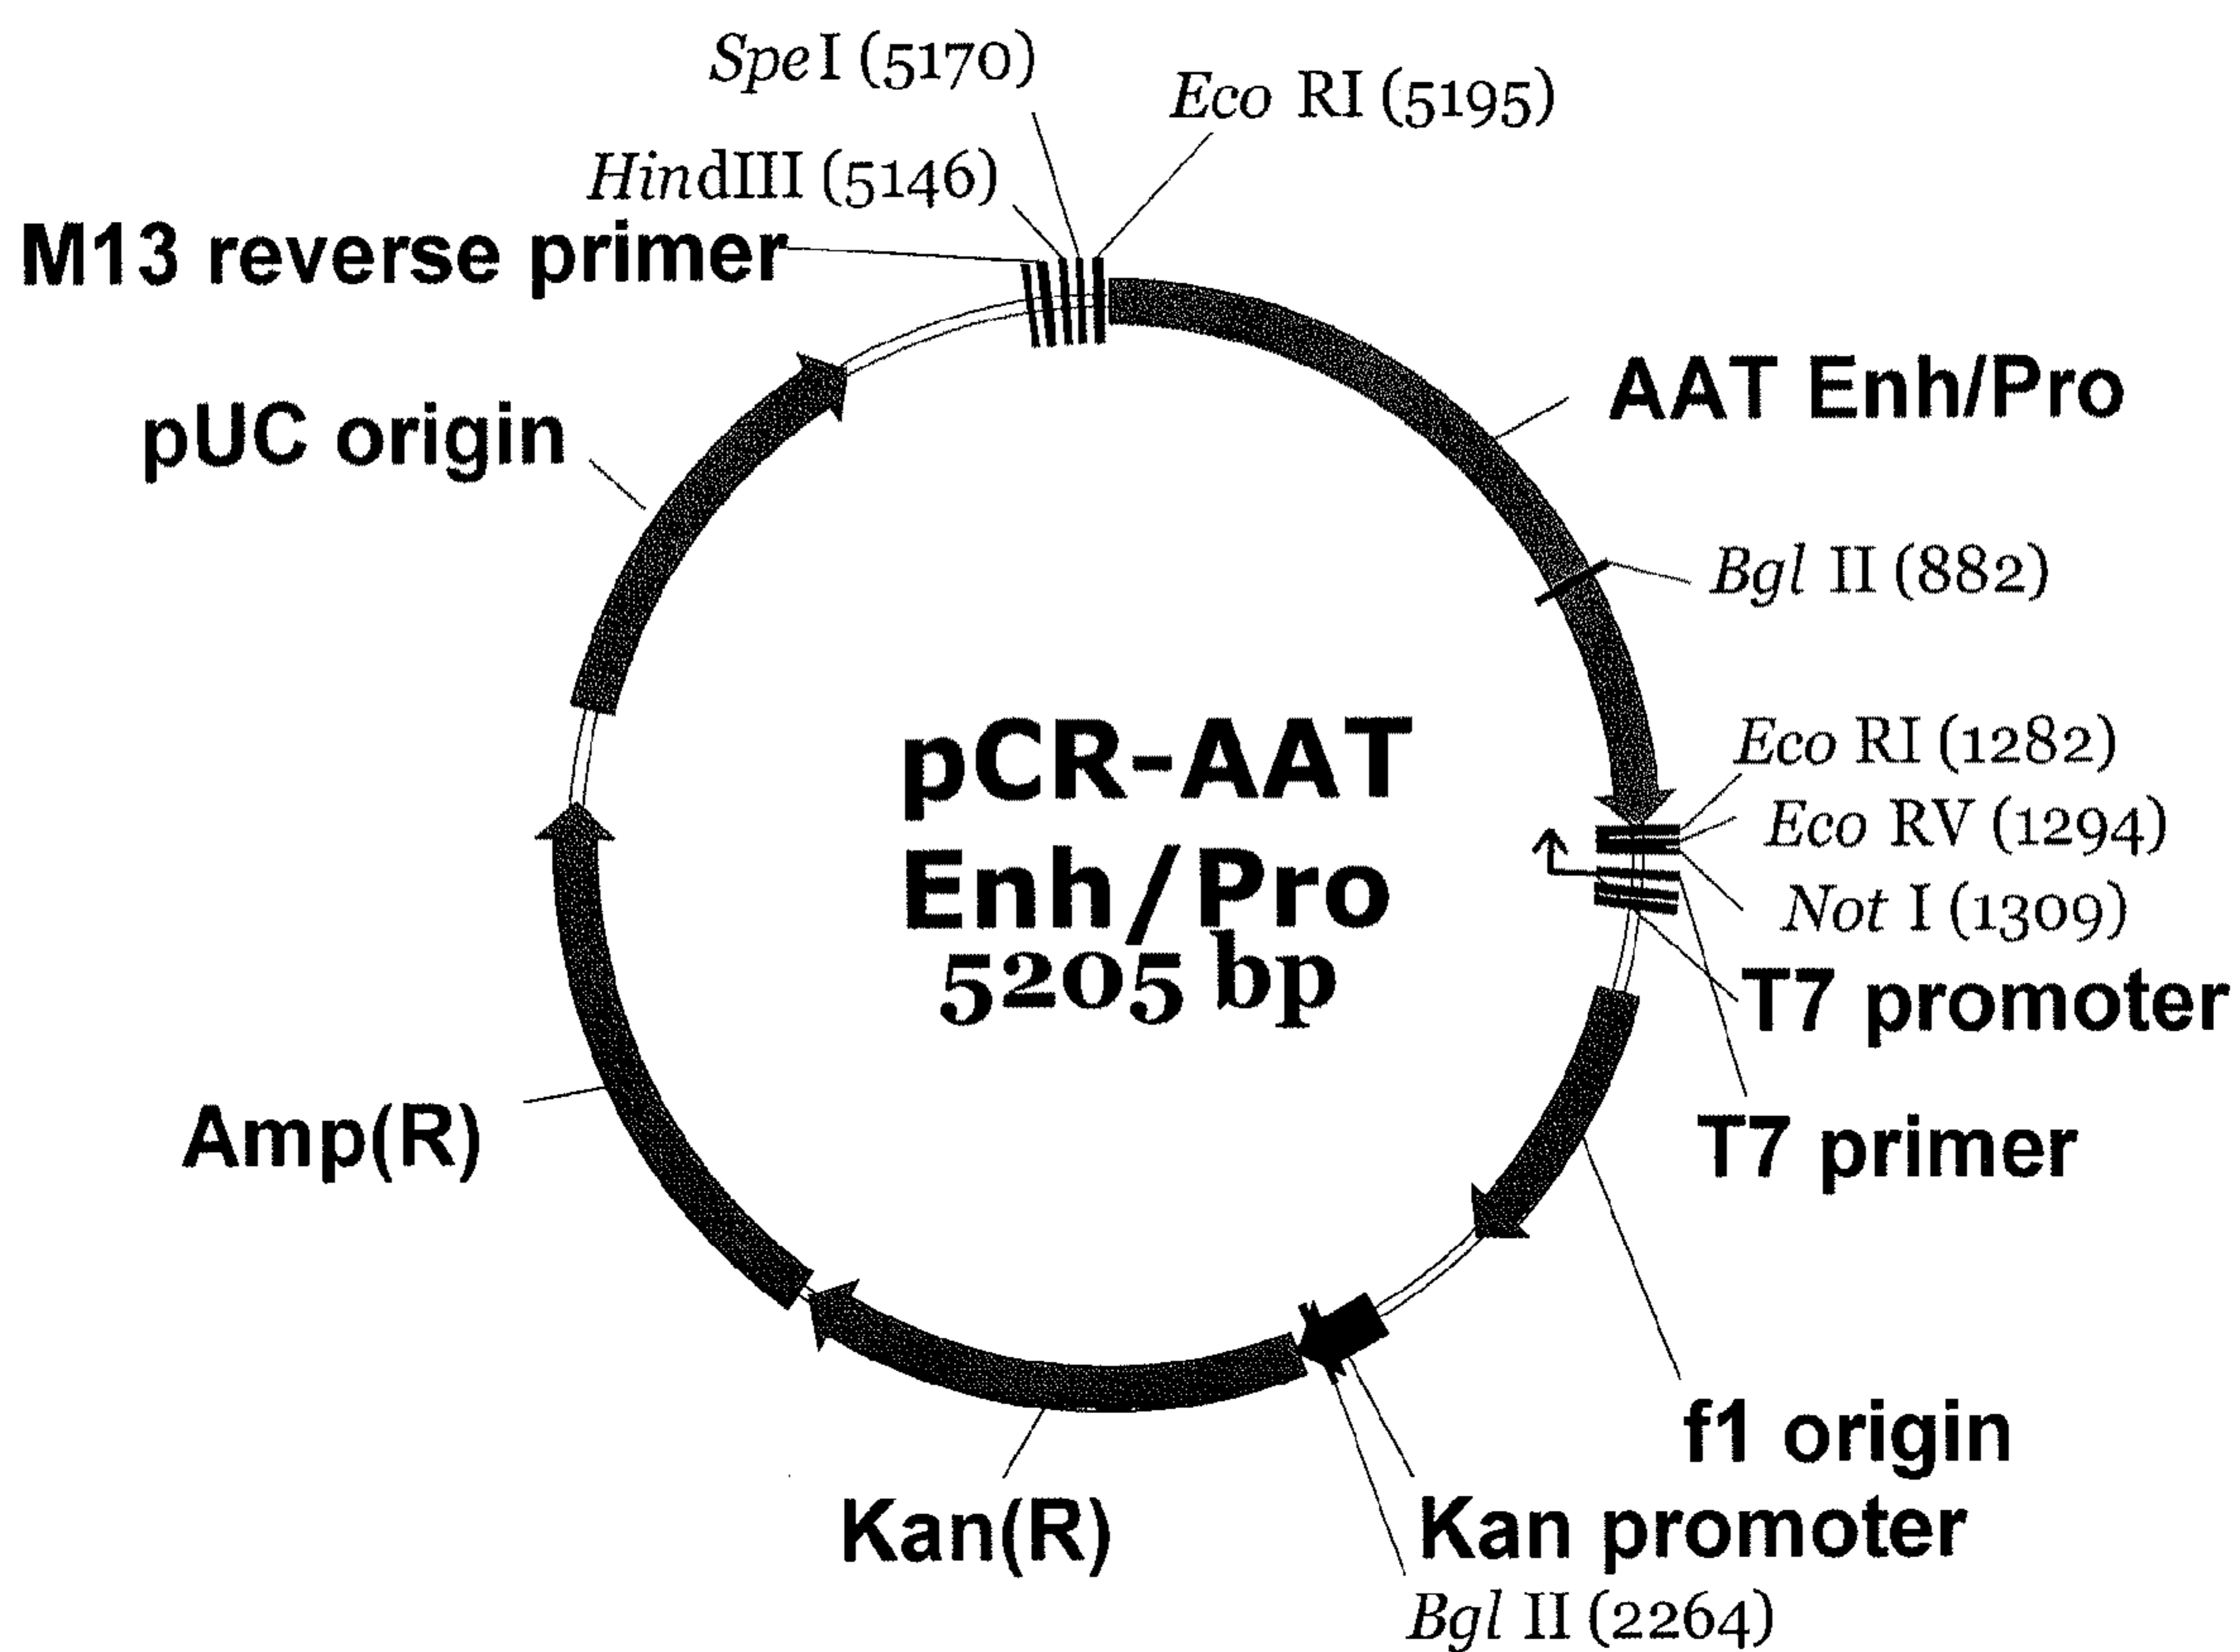 SpeI (5170)
Eco RI (5195)
HindIII (5146)
M13 reverse primer
AAT Enh/Pro
pUC origin
Bgl II (882)
Eco RI (1282)
pCR-AAT
Eco RV (1294)
Enh/Pro
Not I (1309)
5205 bp
T7 promoter
Amp(R)
T7 primer
f1 origin
Kan(R)
Kan promoter
Bgl II (2264)